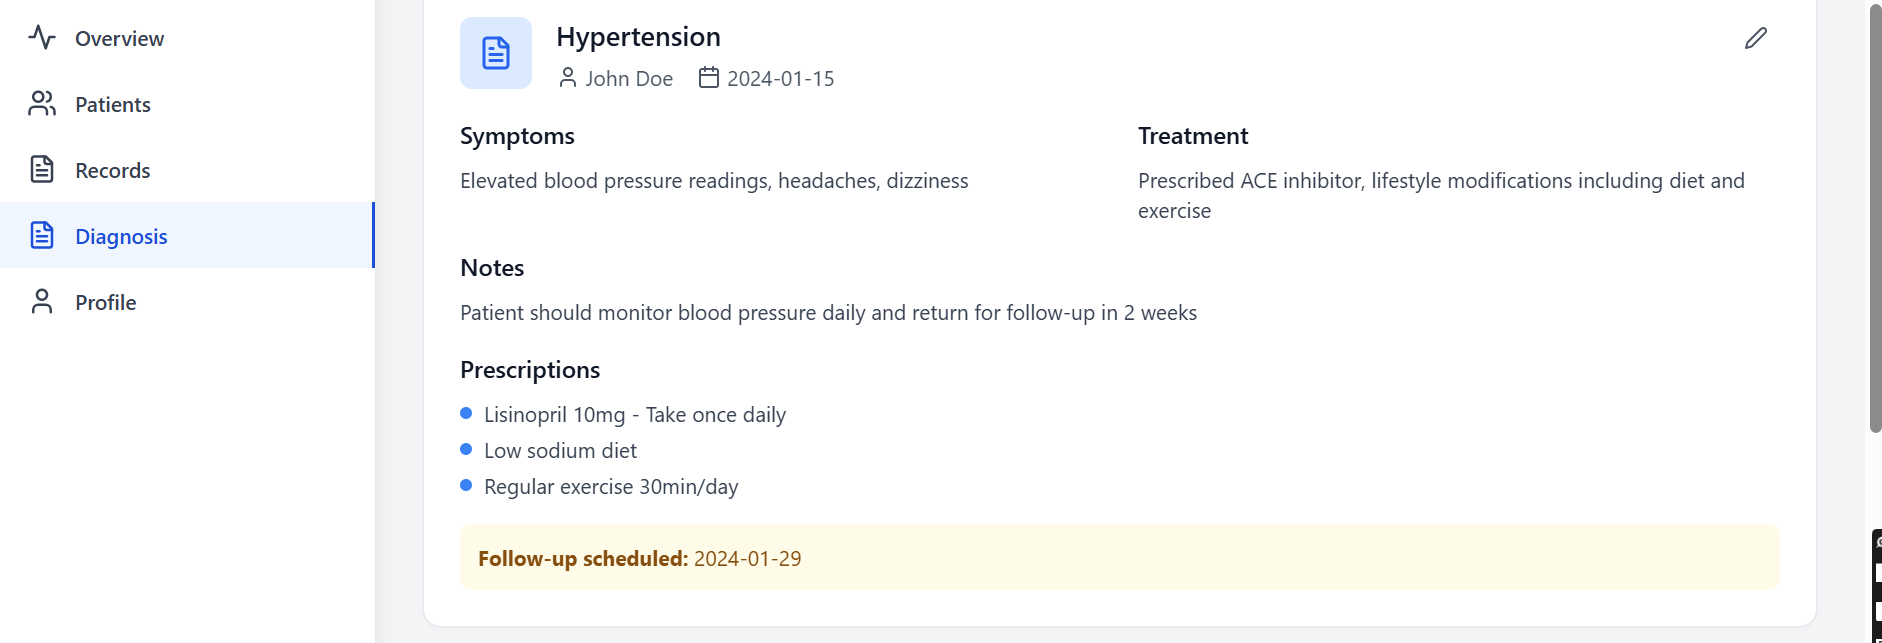 Overview
Patients
Records
Diagnosis
Profile
Hypertension
John Doe 2024-01-15
Symptoms
Elevated blood pressure readings, headaches, dizziness
Treatment
Prescribed ACE inhibitor, lifestyle modifications including diet and
exercise
Notes
Patient should monitor blood pressure daily and return for follow-up in 2 weeks
Prescriptions
Lisinopril 10mg - Take once daily
Low sodium diet
Regular exercise 30min/day
Follow-up scheduled: 2024-01-29